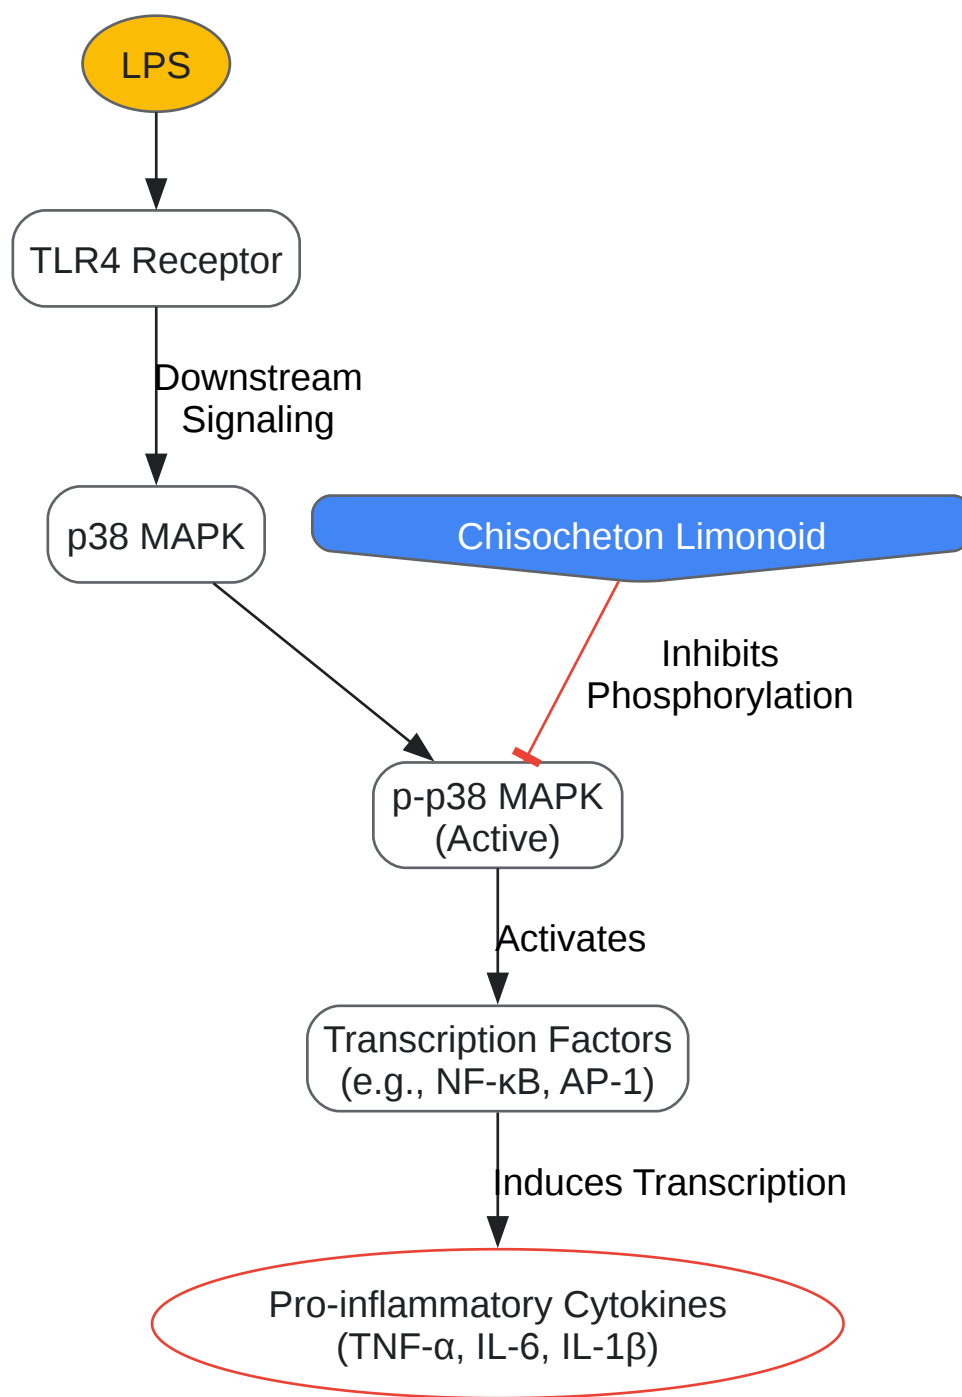 LPS
TLR4 Receptor
Downstream
Signaling
p38 MAPK
Chisocheton Limonoid
Inhibits
Phosphorylation
p-p38 MAPK
(Active)
Activates
Transcription Factors
(e.g., NF-κB, AP-1)
Induces Transcription
Pro-inflammatory Cytokines
(TNF-α, IL-6, IL-1β)